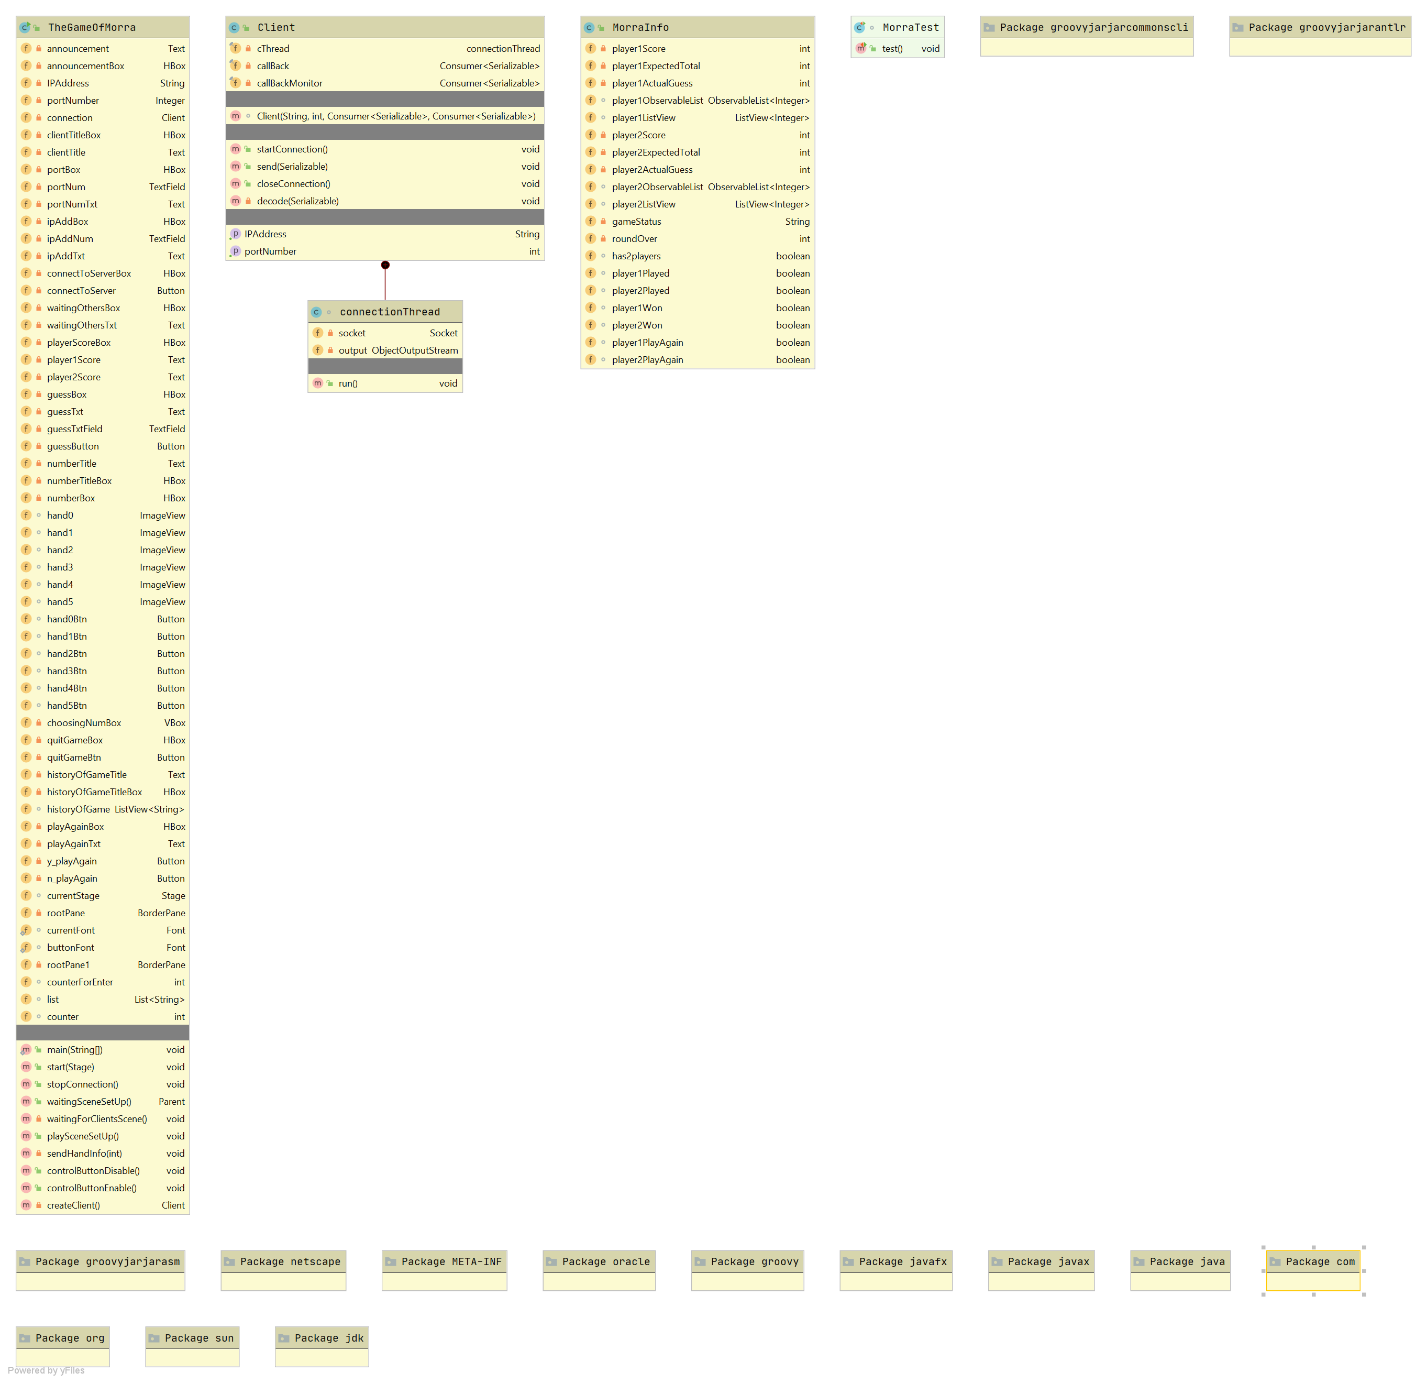 TheGameOfMorra
announcement Text
announcementBox HBox
IPAddress String
portNumber Integer
connection Client
clientTitleBox HBox
clientTitle Text
portBox HBox
portNum TextField
portNumTxt Text
ipAddBox HBox
ipAddNum TextField
ipAddTxt Text
connectToServerBox HBox
connectToServer Button
waitingOthersBox HBox
waitingOthersTxt Text
playerScoreBox HBox
player1Score Text
player2Score Text
guessBox HBox
guessTxt Text
guessTxtField TextField
guessButton Button
numberTitle Text
numberTitleBox HBox
numberBox HBox
hand0 ImageView
hand1 ImageView
hand2 ImageView
hand3 ImageView
hand4 ImageView
hand5 ImageView
hand0Btn Button
hand1Btn Button
hand2Btn Button
hand3Btn Button
hand4Btn Button
hand5Btn Button
choosingNumBox VBox
quitGameBox HBox
quitGameBtn Button
historyOfGameTitle Text
historyOfGameTitleBox HBox
historyOfGame ListView<String>
playAgainBox HBox
playAgainTxt Text
y_playAgain Button
n_playAgain Button
currentStage Stage
rootPane BorderPane
currentFont Font
buttonFont Font
rootPane1 BorderPane
counterForEnter int
list List<String>
counter int
main(String[]) void
start(Stage) void
stopConnection() void
waitingSceneSetUp() Parent
waitingForClientsScene() void
playSceneSetUp() void
sendHandInfo(int) void
controlButtonDisable() void
controlButtonEnable() void
createClient() Client
Client
cThread connectionThread
callBack Consumer<Serializable>
callBackMonitor Consumer<Serializable>
Client(String, int, Consumer<Serializable>, Consumer<Serializable>)
startConnection() void
send(Serializable) void
closeConnection() void
decode(Serializable) void
IPAddress String
portNumber int
connectionThread
socket Socket
output ObjectOutputStream
run() void
MorraInfo
player1Score int
player1ExpectedTotal int
player1ActualGuess int
player1ObservableList ObservableList<Integer>
player1ListView ListView<Integer>
player2Score int
player2ExpectedTotal int
player2ActualGuess int
player2ObservableList ObservableList<Integer>
player2ListView ListView<Integer>
gameStatus String
roundOver int
has2players boolean
player1Played boolean
player2Played boolean
player1Won boolean
player2Won boolean
player1PlayAgain boolean
player2PlayAgain boolean
MorraTest
test() void
Package groovyjarjarcommonscli
Package groovyjarjarantlr
Package groovyjarjarasm
Package netscape
Package META-INF
Package oracle
Package groovy
Package javafx
Package javax
Package java
Package com
Package org
Package sun
Package jdk
Powered by yFiles